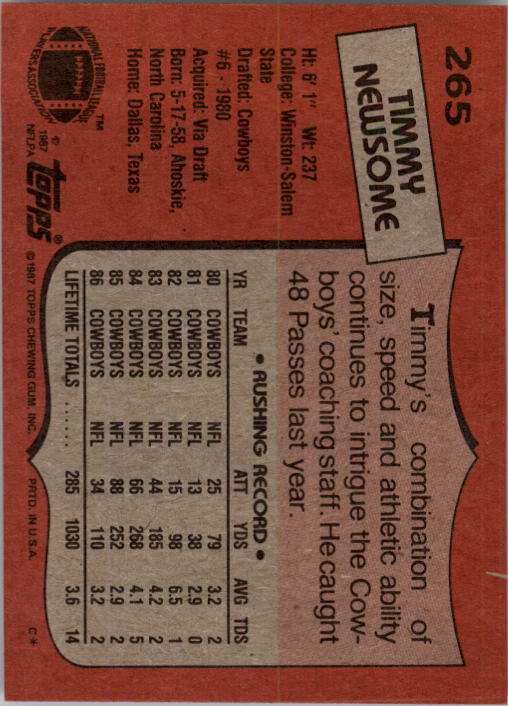 265
TIMMY
NEWSOME
Ht: 6' 1" Wt: 237
College: Winston-Salem
State
Drafted: Cowboys
#6 - 1980
Acquired: Via Draft
Born: 5-17-58, Ahoskie,
North Carolina
Home: Dallas, Texas
NATIONAL FOOTBALL LEAGUE
PLAYERS ASSOCIATION
™
© 1987
NFLPA
topps®
Timmy's combination of
size, speed and athletic ability
continues to intrigue the Cow-
boys' coaching staff. He caught
48 Passes last year.
• RUSHING RECORD •
YR TEAM ATT YDS AVG TDS
80 COWBOYS NFL 25 79 3.2 2
81 COWBOYS NFL 13 38 2.9 0
82 COWBOYS NFL 15 98 6.5 1
83 COWBOYS NFL 44 185 4.2 2
84 COWBOYS NFL 66 268 4.1 5
85 COWBOYS NFL 88 252 2.9 2
86 COWBOYS NFL 34 110 3.2 2
LIFETIME TOTALS ...... 285 1030 3.6 14
© 1987 TOPPS CHEWING GUM, INC. PRTD. IN U.S.A. C*